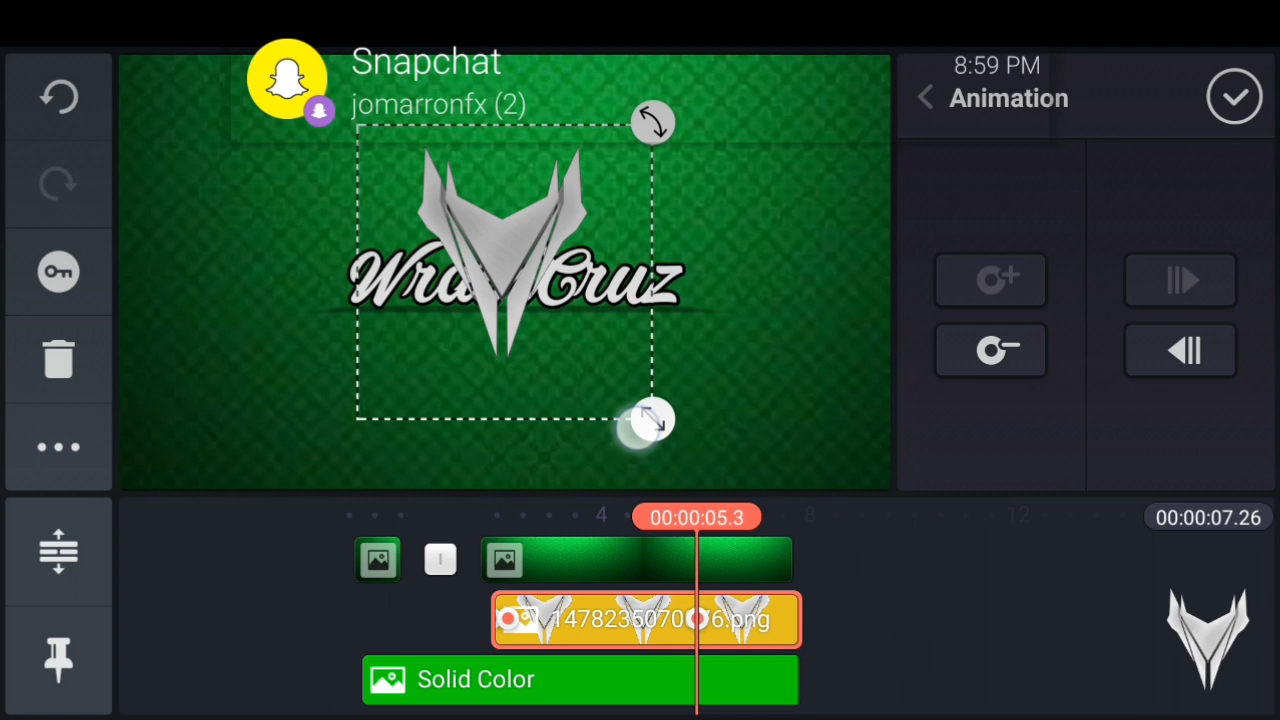 Snapchat
jomarronfx (2)
8:59 PM
Animation
Cruz
4
00:00:05.3
8
12
00:00:07.26
1478235070
6.png
Solid Color